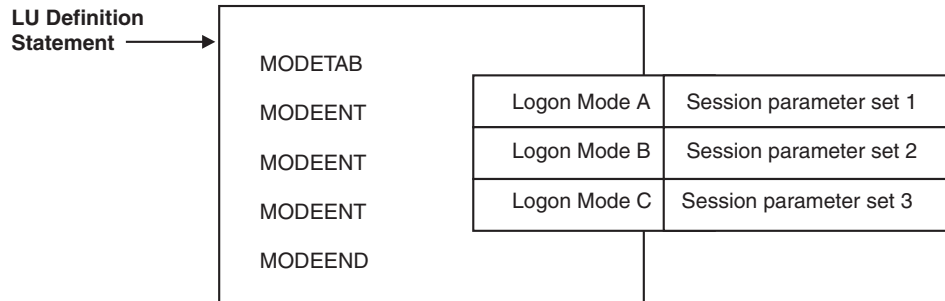 LU Definition
Statement
MODETAB
MODEENT
Logon Mode A Session parameter set 1
MODEENT
Logon Mode B Session parameter set 2
MODEENT
Logon Mode C Session parameter set 3
MODEEND